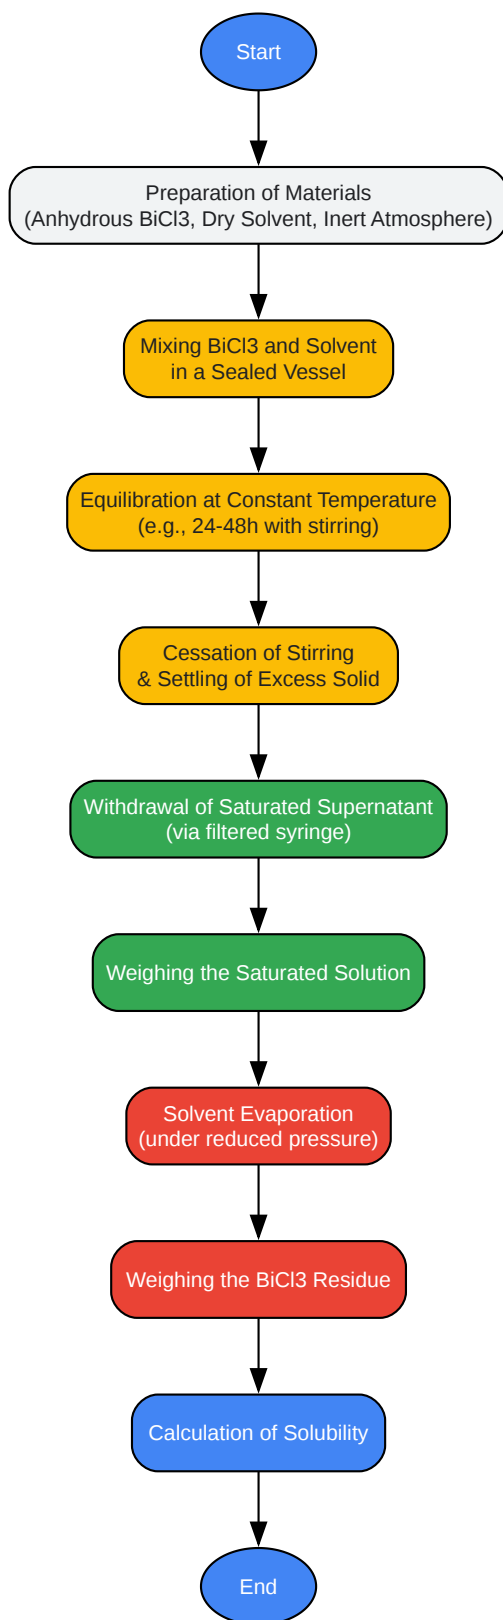 Start
Preparation of Materials
(Anhydrous BiCl3, Dry Solvent, Inert Atmosphere)
Mixing BiCl3 and Solvent
in a Sealed Vessel
Equilibration at Constant Temperature
(e.g., 24-48h with stirring)
Cessation of Stirring
& Settling of Excess Solid
Withdrawal of Saturated Supernatant
(via filtered syringe)
Weighing the Saturated Solution
Solvent Evaporation
(under reduced pressure)
Weighing the BiCl3 Residue
Calculation of Solubility
End